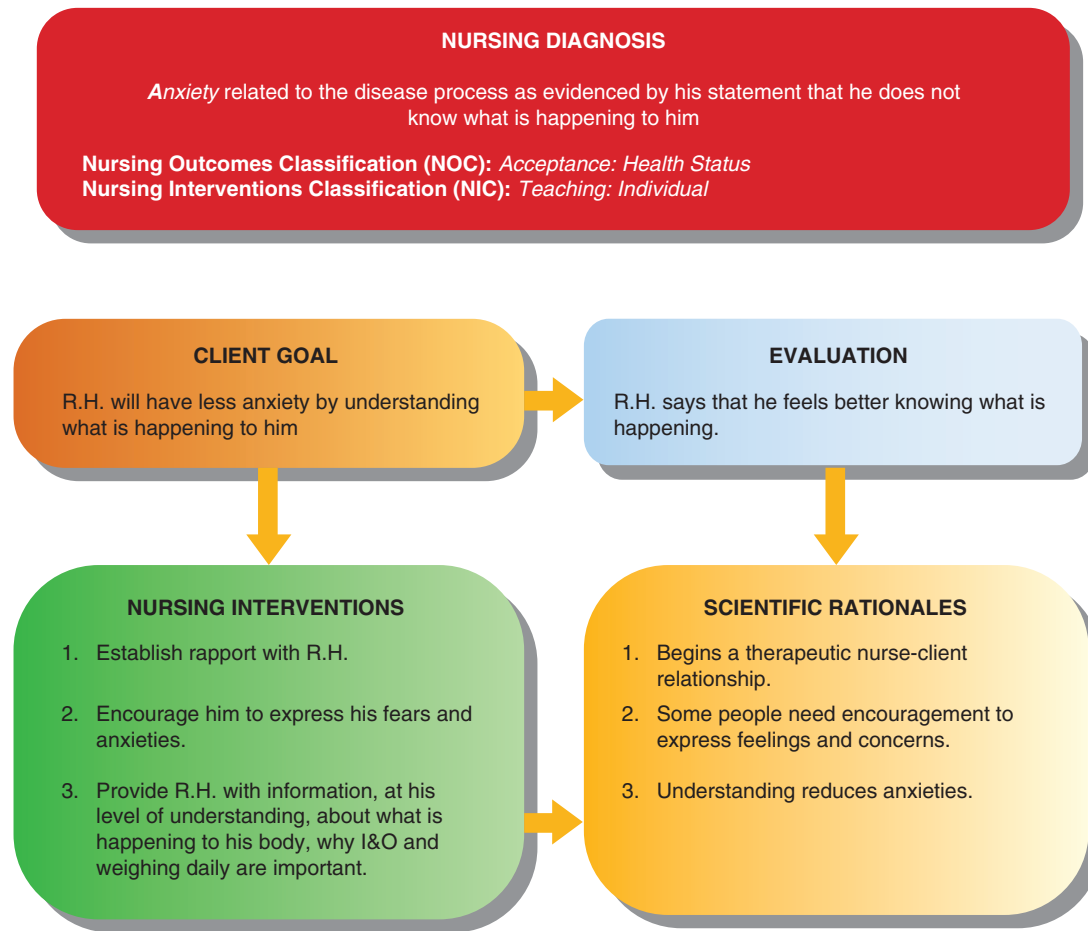 NURSING DIAGNOSIS
Anxiety related to the disease process as evidenced by his statement that he does not
know what is happening to him
Nursing Outcomes Classification (NOC): Acceptance: Health Status
Nursing Interventions Classification (NIC): Teaching: Individual
CLIENT GOAL
R.H. will have less anxiety by understanding
what is happening to him
EVALUATION
R.H. says that he feels better knowing what is
happening.
NURSING INTERVENTIONS
1. Establish rapport with R.H.
2. Encourage him to express his fears and
anxieties.
3. Provide R.H. with information, at his
level of understanding, about what is
happening to his body, why I&O and
weighing daily are important.
SCIENTIFIC RATIONALES
1. Begins a therapeutic nurse-client
relationship.
2. Some people need encouragement to
express feelings and concerns.
3. Understanding reduces anxieties.